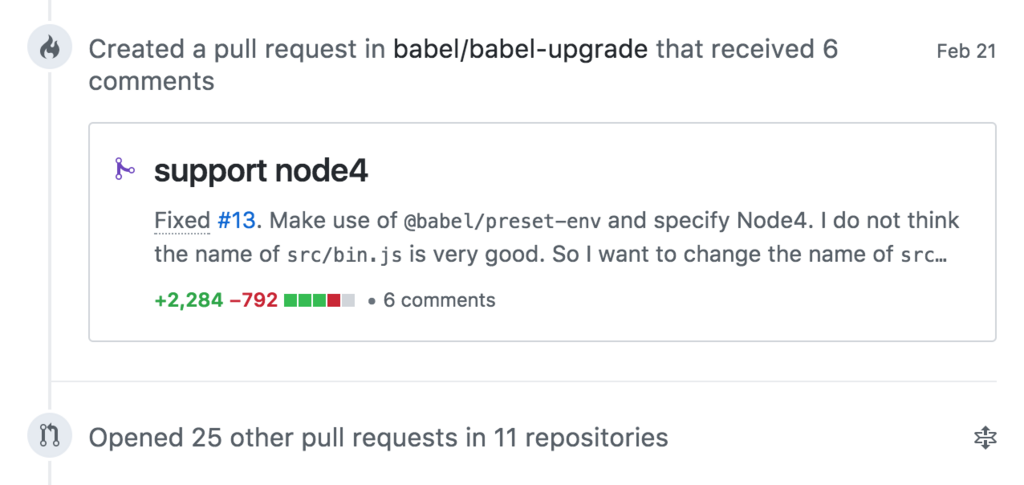 Created a pull request in babel/babel-upgrade that received 6
comments
Feb 21
support node4
Fixed #13. Make use of @babel/preset-env and specify Node4. I do not think
the name of src/bin.js is very good. So I want to change the name of src…
+2,284 −792 • 6 comments
Opened 25 other pull requests in 11 repositories